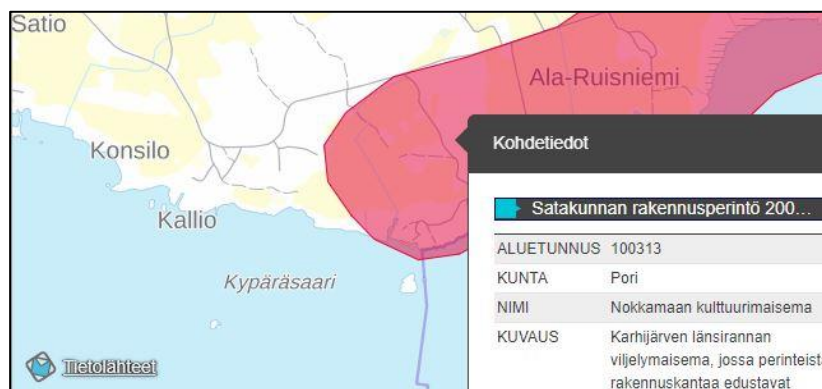 Satio
Ala-Ruisniemi
Konsilo
Kallio
Kypäräsaari
Tietolähteet
Kohdetiedot
Satakunnan rakennusperintö 200...
ALUETUNNUS 100313
KUNTA Pori
NIMI Nokkamaan kulttuurimaisema
KUVAUS Karhijärven länsirannan
viljelymaisema, jossa perinteist
rakennuskantaa edustavat